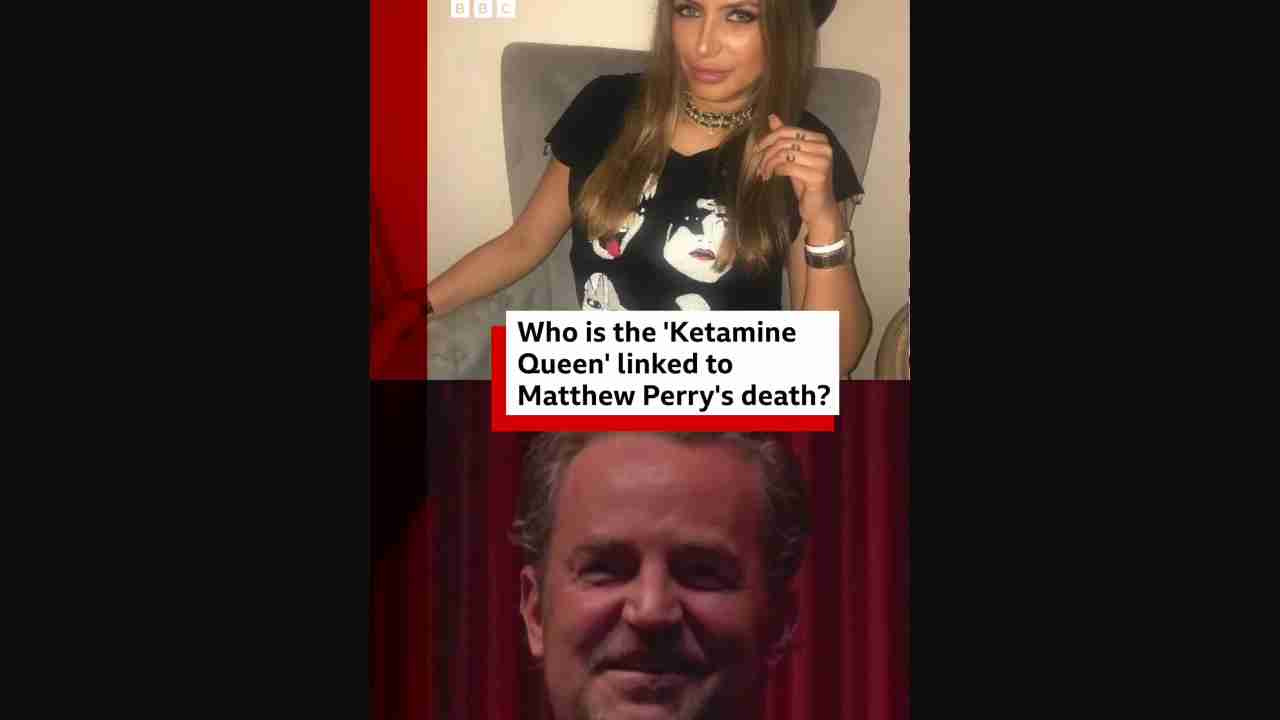 BBC
Who is the 'Ketamine
Queen' linked to
Matthew Perry's death?